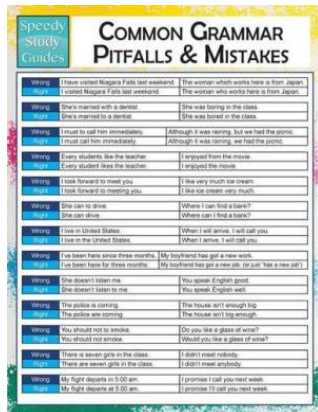 Speedy
Study
Guides
COMMON GRAMMAR
PITFALLS & MISTAKES
Wrong I have visited Niagara Falls last weekend. The woman which works here is from Japan.
Right I visited Niagara Falls last weekend. The woman who works here is from Japan.
Wrong She's married with a dentist. She was boring in the class.
Right She's married to a dentist. She was bored in the class.
Wrong I must to call him immediately. Although it was raining, but we had the picnic.
Right I must call him immediately. Although it was raining, we had the picnic.
Wrong Every students like the teacher. I enjoyed from the movie.
Right Every student likes the teacher. I enjoyed the movie.
Wrong I look forward to meet you. I like very much ice cream.
Right I look forward to meeting you. I like ice cream very much.
Wrong She can to drive. Where I can find a bank?
Right She can drive. Where can I find a bank?
Wrong I live in United States. When I will arrive, I will call you.
Right I live in the United States. When I arrive, I will call you.
Wrong I've been here since three months. My boyfriend has got a new work.
Right I've been here for three months. My boyfriend has got a new job. (or just "has a new job")
Wrong She doesn't listen me. You speak English good.
Right She doesn't listen to me. You speak English well.
Wrong The police is coming. The house isn't enough big.
Right The police are coming. The house isn't big enough.
Wrong You should not to smoke. Do you like a glass of wine?
Right You should not smoke. Would you like a glass of wine?
Wrong There is seven girls in the class. I didn't meet nobody.
Right There are seven girls in the class. I didn't meet anybody.
Wrong My flight departs in 5:00 am. I promise I call you next week.
Right My flight departs at 5:00 am. I promise I'll call you next week.